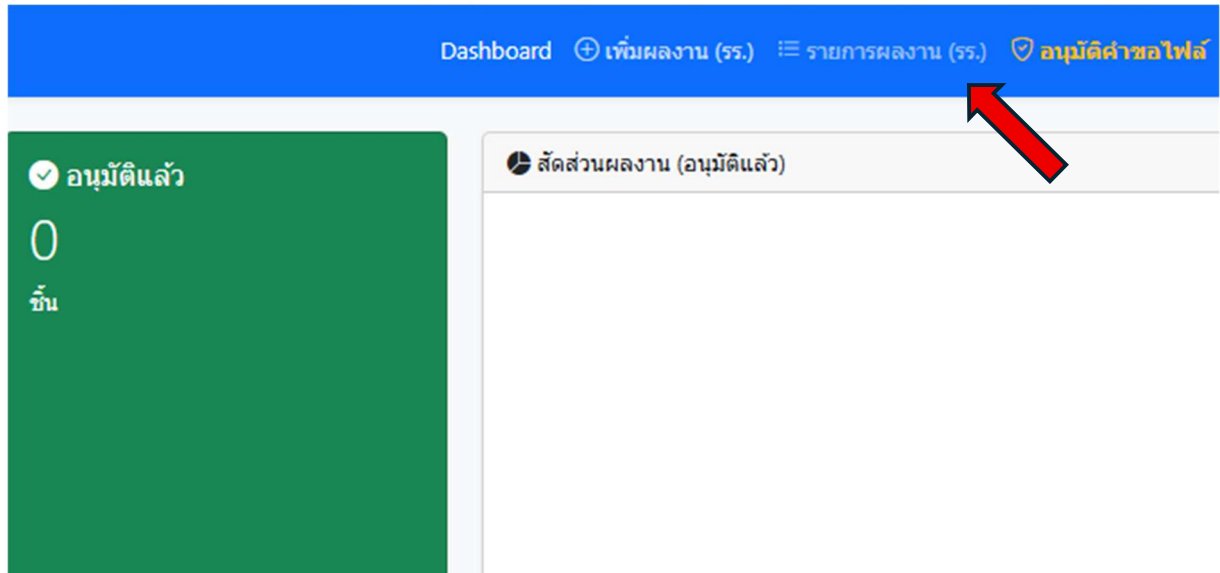 Dashboard เพิ่มผลงาน (รร.) รายการผลงาน (รร.) อนุมัติคำขอไฟล์
อนุมัติแล้ว
0
ชิ้น
สัดส่วนผลงาน (อนุมัติแล้ว)